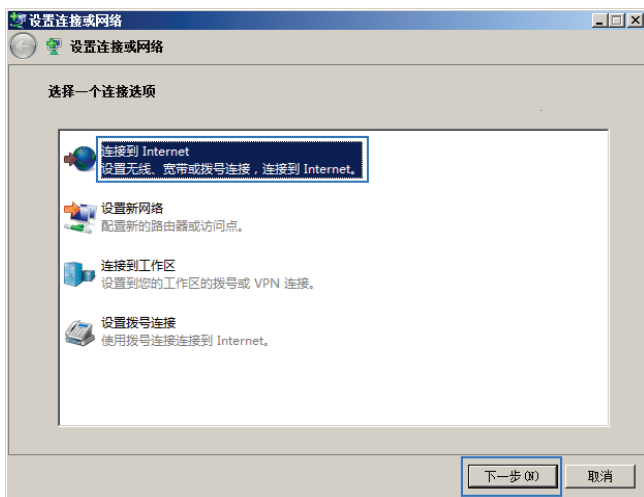 设置连接或网络
设置连接或网络
选择一个连接选项
连接到 Internet
设置无线、宽带或拨号连接，连接到 Internet。
设置新网络
配置新的路由器或访问点。
连接到工作区
设置到您的工作区的拨号或 VPN 连接。
设置拨号连接
使用拨号连接连接到 Internet。
下一步(N) 取消